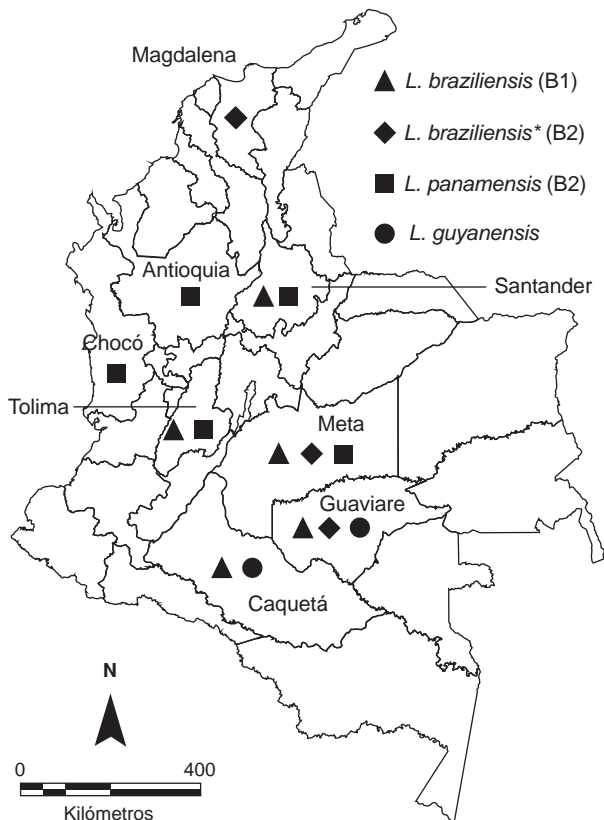 Magdalena
L. braziliensis (B1)
L. braziliensis* (B2)
L. panamensis (B2)
L. guyanensis
Antioquia
Santander
Chocó
Tolima
Meta
Guaviare
Caquetá
N
0 400
Kilómetros